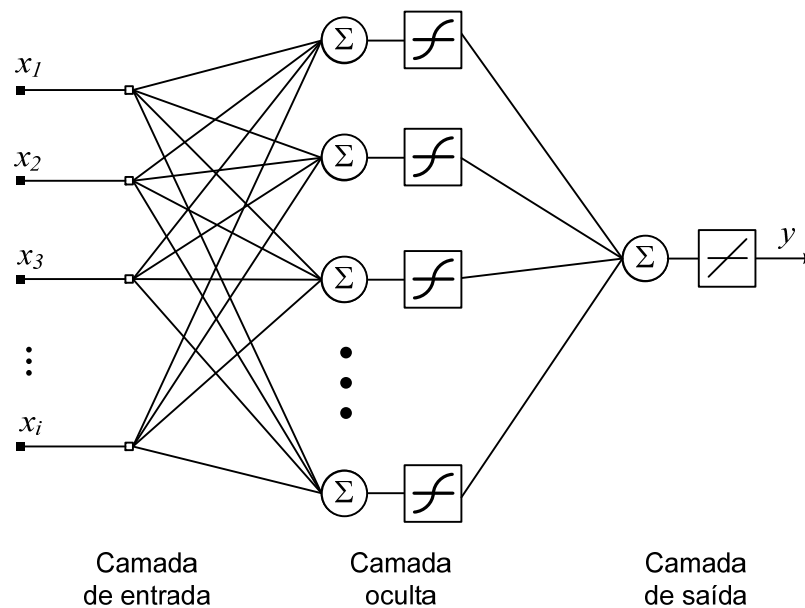 x1
x2
x3
xi
Σ
Σ
Σ
Σ
Σ
y
Camada
de entrada
Camada
oculta
Camada
de saída